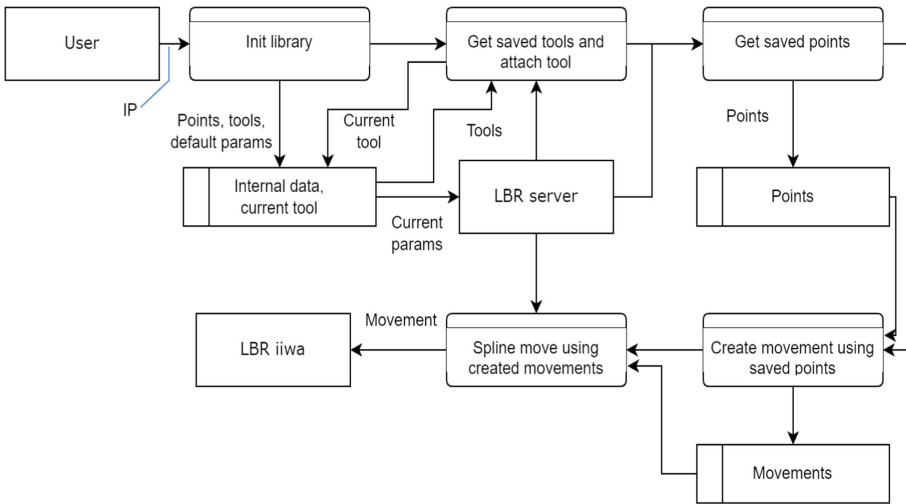 User
Init library
Get saved tools and
attach tool
Get saved points
IP
Points, tools,
default params
Current
tool
Tools
Points
Internal data,
current tool
LBR server
Points
Current
params
Movement
LBR iiwa
Spline move using
created movements
Create movement using
saved points
Movements